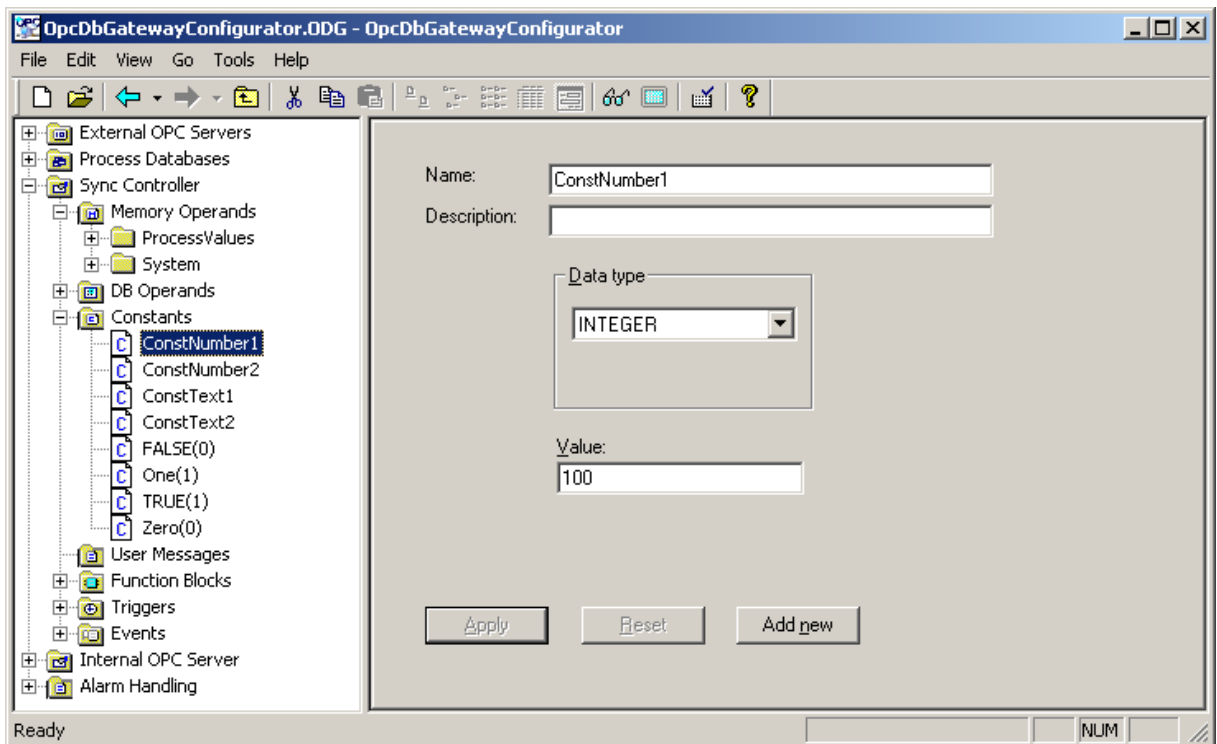 OpcDbGatewayConfigurator.ODG - OpcDbGatewayConfigurator
File Edit View Go Tools Help
External OPC Servers
Process Databases
Sync Controller
Memory Operands
ProcessValues
System
DB Operands
Constants
ConstNumber1
ConstNumber2
ConstText1
ConstText2
FALSE(0)
One(1)
TRUE(1)
Zero(0)
User Messages
Function Blocks
Triggers
Events
Internal OPC Server
Alarm Handling
Name: ConstNumber1
Description:
Data type
INTEGER
Value:
100
Apply Reset Add new
Ready NUM